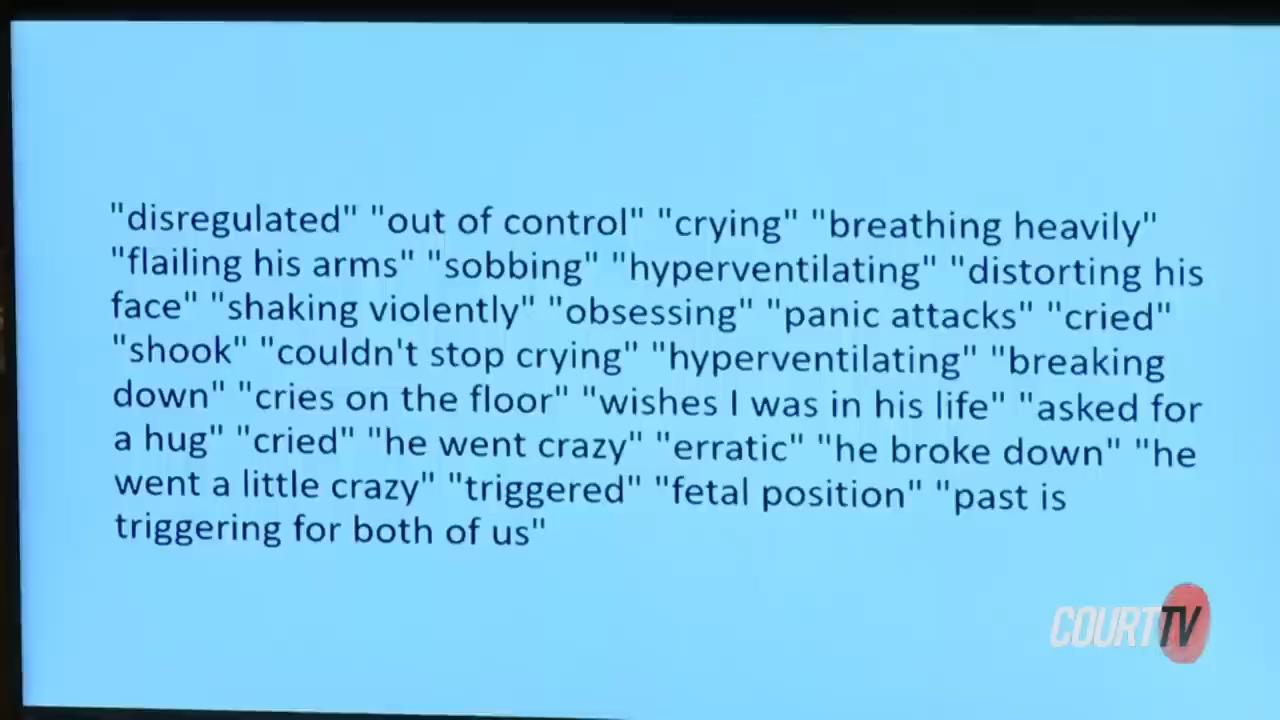 "disregulated" "out of control" "crying" "breathing heavily"
"flailing his arms" "sobbing" "hyperventilating" "distorting his
face" "shaking violently" "obsessing" "panic attacks" "cried"
"shook" "couldn't stop crying" "hyperventilating" "breaking
down" "cries on the floor" "wishes I was in his life" "asked for
a hug" "cried" "he went crazy" "erratic" "he broke down" "he
went a little crazy" "triggered" "fetal position" "past is
triggering for both of us"
COURT TV